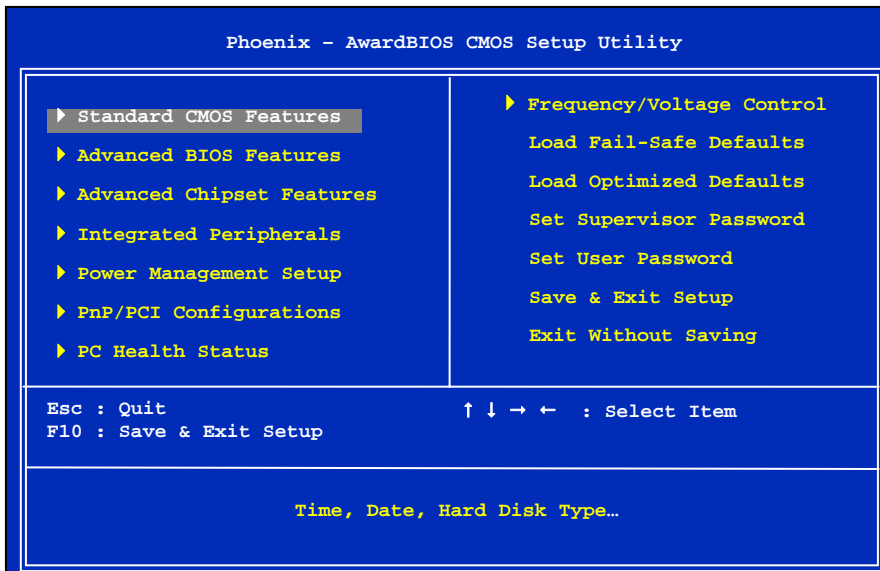 Phoenix – AwardBIOS CMOS Setup Utility
Standard CMOS Features
Advanced BIOS Features
Advanced Chipset Features
Integrated Peripherals
Power Management Setup
PnP/PCI Configurations
PC Health Status
Frequency/Voltage Control
Load Fail-Safe Defaults
Load Optimized Defaults
Set Supervisor Password
Set User Password
Save & Exit Setup
Exit Without Saving
Esc : Quit
F10 : Save & Exit Setup
↑ ↓ → ← : Select Item
Time, Date, Hard Disk Type…